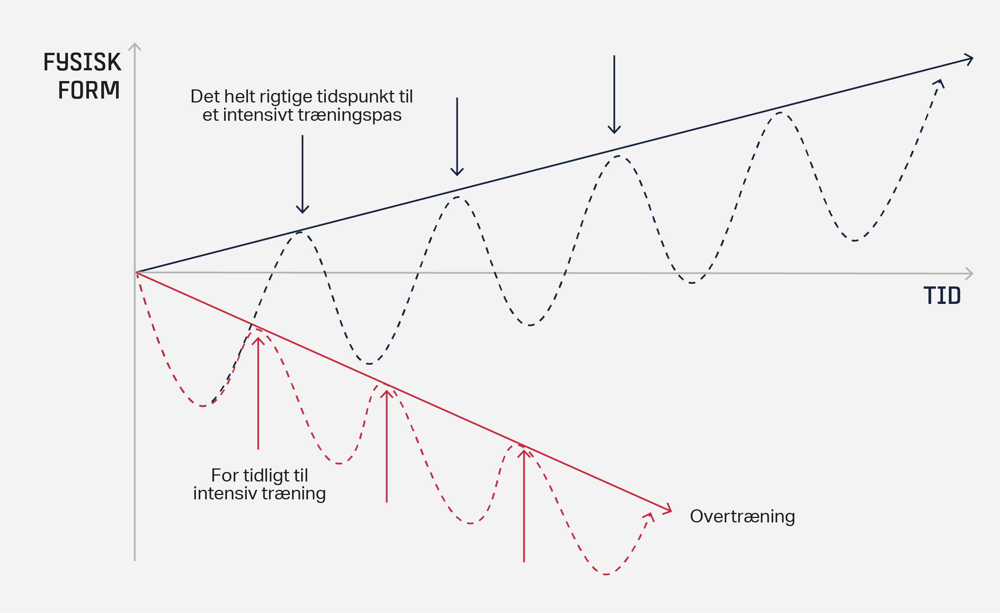 FYSISK
FORM
Det helt rigtige tidspunkt til
et intensivt træningspas
TID
For tidligt til
intensiv træning
Overtræning